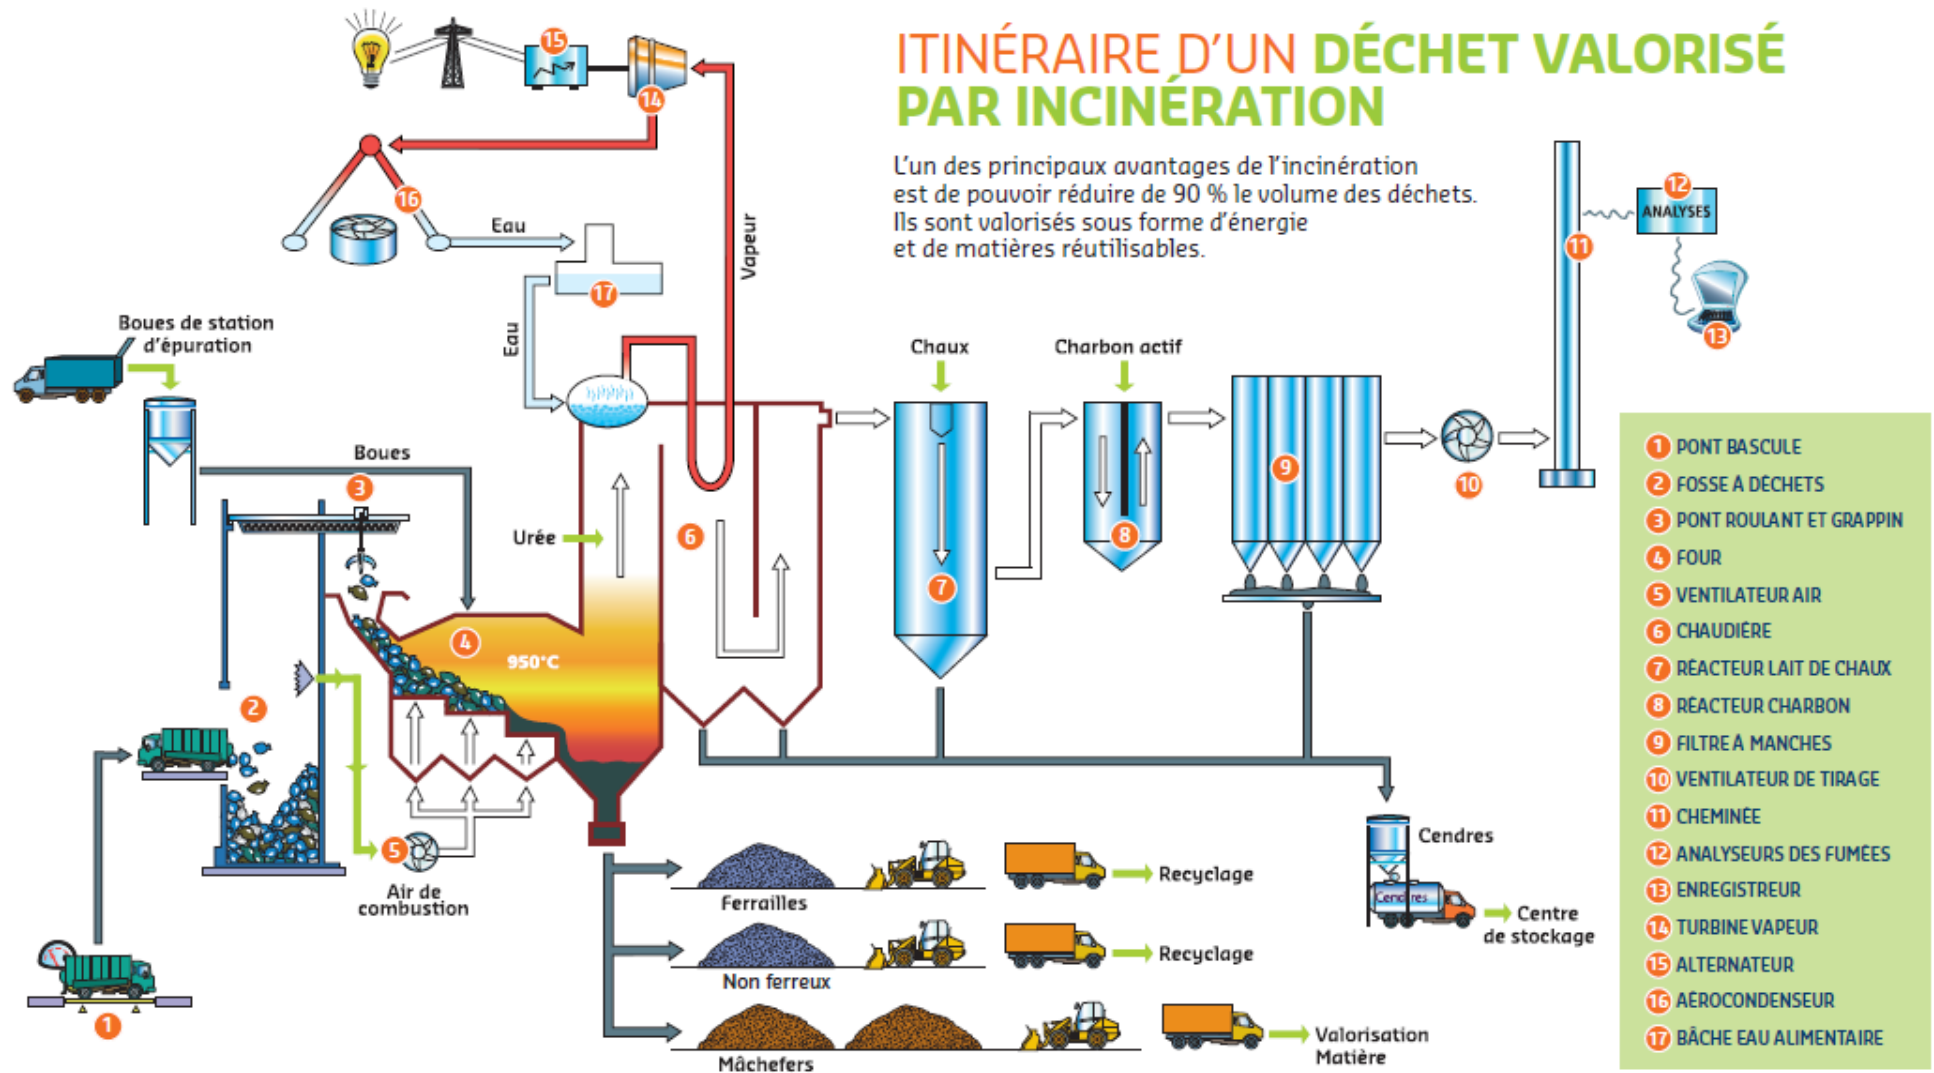 ITINÉRAIRE D'UN DÉCHET VALORISÉ
PAR INCINÉRATION
L'un des principaux avantages de l'incinération
est de pouvoir réduire de 90 % le volume des déchets.
Ils sont valorisés sous forme d'énergie
et de matières réutilisables.
15
14
16
Eau
Vapeur
17
Eau
12
ANALYSES
11
13
Boues de station
d'épuration
Boues
3
Chaux
Charbon actif
Urée
6
7
8
9
10
4
950°C
2
5
Air de
combustion
1
Ferrailles
Recyclage
Non ferreux
Recyclage
Mâchefers
Valorisation
Matière
Cendres
Cendres
Centre
de stockage
1 PONT BASCULE
2 FOSSE À DÉCHETS
3 PONT ROULANT ET GRAPPIN
4 FOUR
5 VENTILATEUR AIR
6 CHAUDIÈRE
7 RÉACTEUR LAIT DE CHAUX
8 RÉACTEUR CHARBON
9 FILTRE À MANCHES
10 VENTILATEUR DE TIRAGE
11 CHEMINÉE
12 ANALYSEURS DES FUMÉES
13 ENREGISTREUR
14 TURBINE VAPEUR
15 ALTERNATEUR
16 AÉROCONDENSEUR
17 BÂCHE EAU ALIMENTAIRE